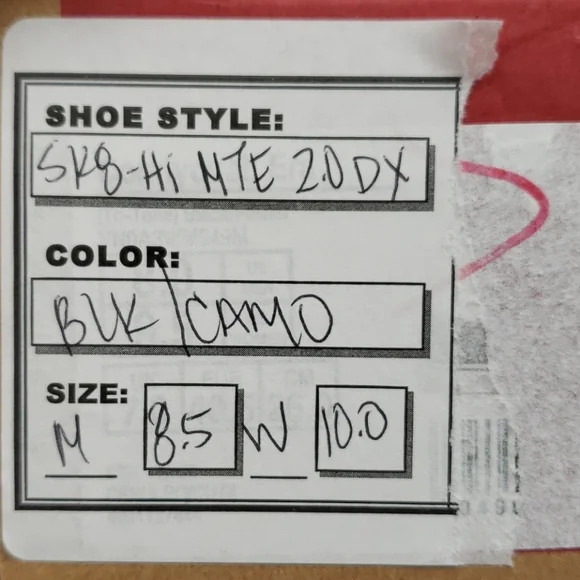 SHOE STYLE:
SK8-Hi MTE 2.0 DX
COLOR:
BLK/CAMO
SIZE:
M 8.5 W 10.0